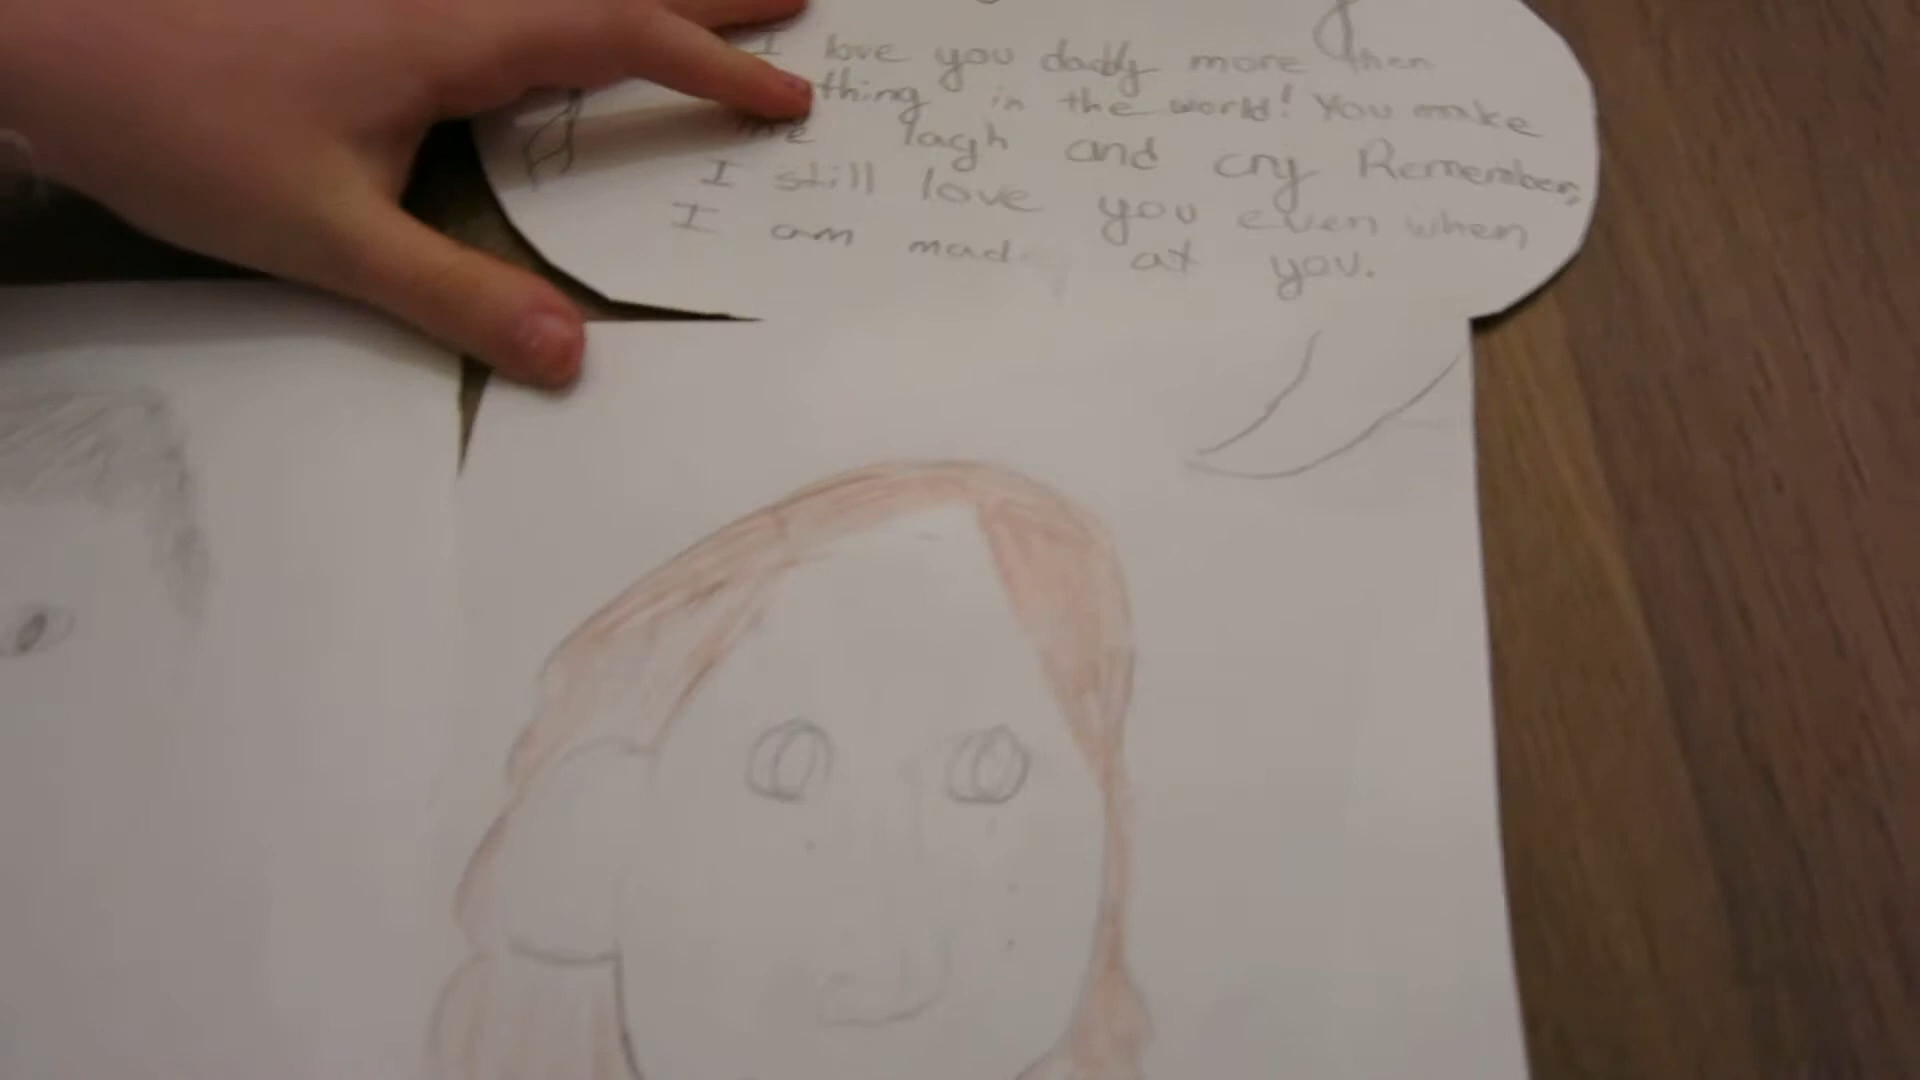 I love you daddy more then
thing in the world! You make
me lagh and cry Remember,
I still love you even when
I am mad at you.